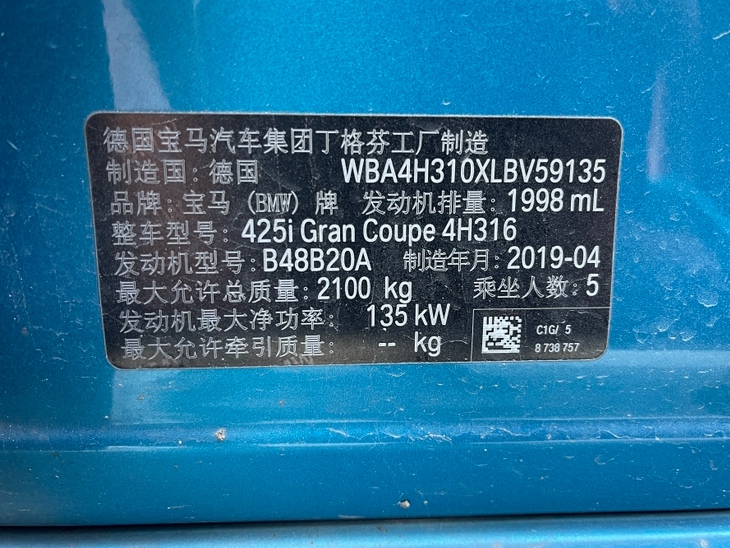 德国宝马汽车集团丁格芬工厂制造
制造国: 德国 WBA4H310XLBV59135
品牌: 宝马 (BMW) 牌 发动机排量: 1998 mL
整车型号: 425i Gran Coupe 4H316
发动机型号: B48B20A 制造年月: 2019-04
最大允许总质量: 2100 kg 乘坐人数: 5
发动机最大净功率: 135 kW
最大允许牵引质量: -- kg
C1G/ 5
8 738 757